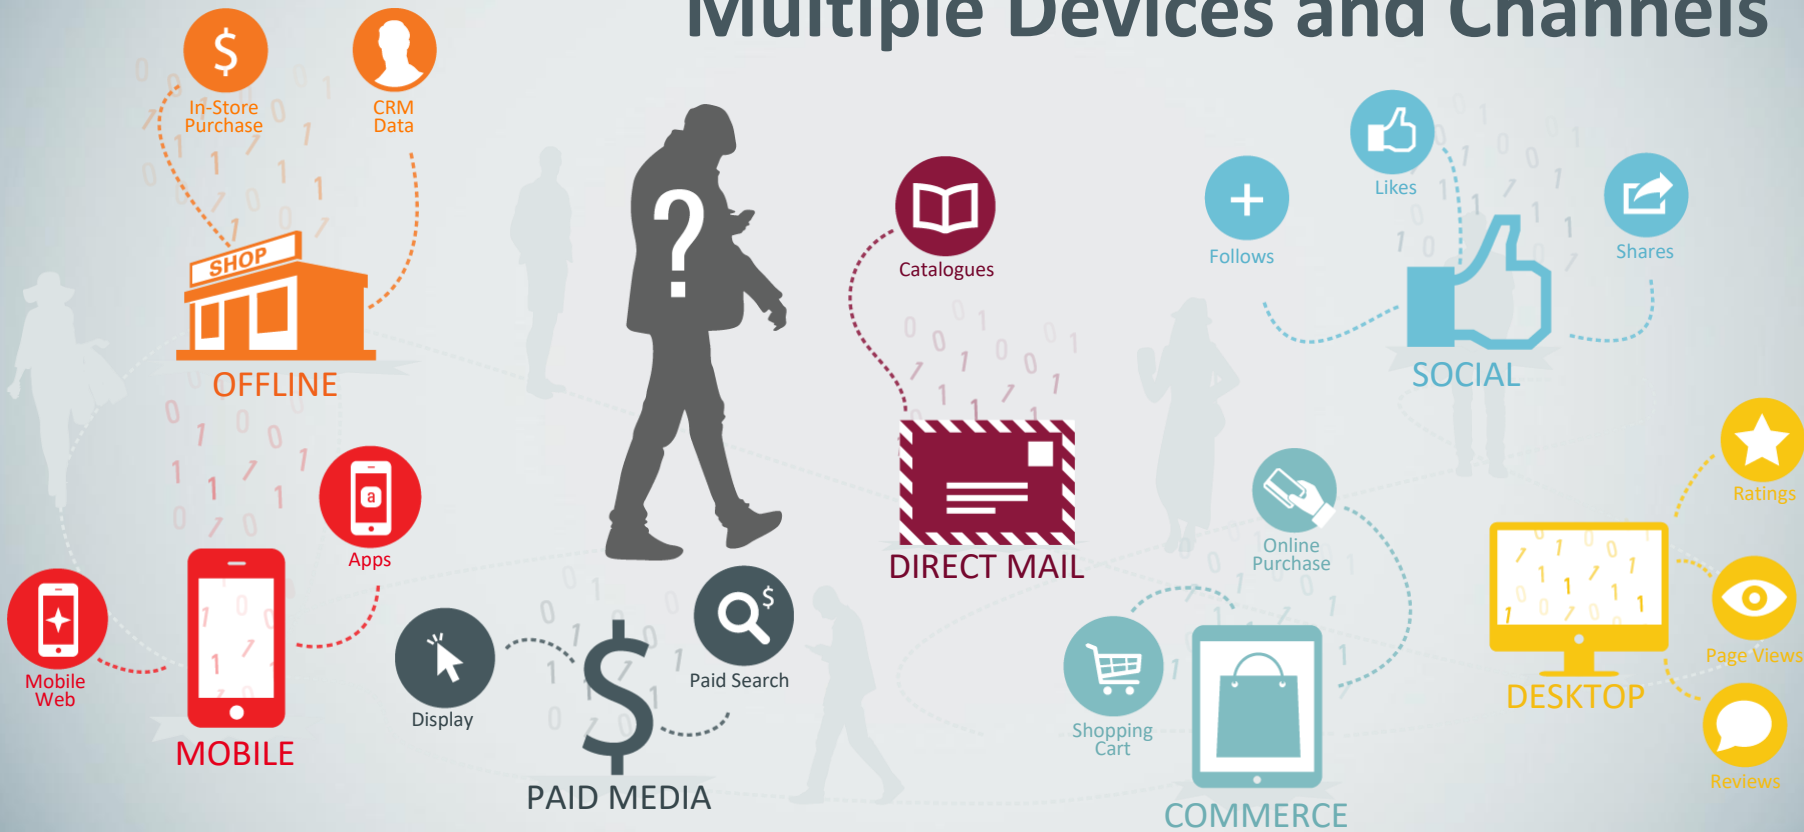 Multiple Devices and Channels
$
In-Store
Purchase
CRM
Data
SHOP
OFFLINE
?
Catalogues
DIRECT MAIL
+
Follows
Likes
Shares
SOCIAL
a
Apps
Mobile
Web
MOBILE
Display
$
Paid Search
$
PAID MEDIA
Online
Purchase
Shopping
Cart
COMMERCE
Ratings
Page Views
Reviews
DESKTOP